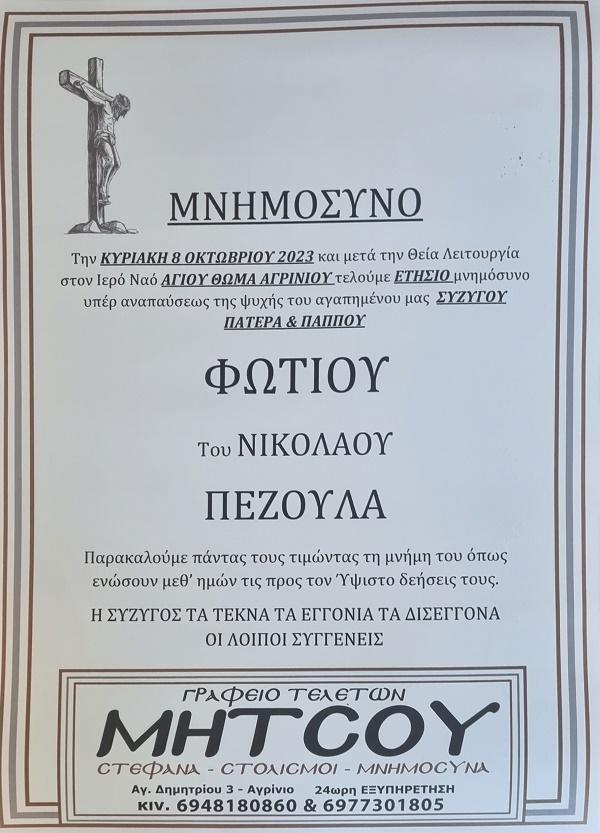 ΜΝΗΜΟΣΥΝΟ
Την ΚΥΡΙΑΚΗ 8 ΟΚΤΩΒΡΙΟΥ 2023 και μετά την Θεία Λειτουργία
στον Ιερό Ναό ΑΓΙΟΥ ΘΩΜΑ ΑΓΡΙΝΙΟΥ τελούμε ΕΤΗΣΙΟ μνημόσυνο
υπέρ αναπαύσεως της ψυχής του αγαπημένου μας ΣΥΖΥΓΟΥ
ΠΑΤΕΡΑ & ΠΑΠΠΟΥ
ΦΩΤΙΟΥ
Του ΝΙΚΟΛΑΟΥ
ΠΕΖΟΥΛΑ
Παρακαλούμε πάντας τους τιμώντας τη μνήμη του όπως
ενώσουν μεθ’ ημών τις προς τον Ύψιστο δεήσεις τους.
Η ΣΥΖΥΓΟΣ ΤΑ ΤΕΚΝΑ ΤΑ ΕΓΓΟΝΙΑ ΤΑ ΔΙΣΕΓΓΟΝΑ
ΟΙ ΛΟΙΠΟΙ ΣΥΓΓΕΝΕΙΣ
ΓΡΑΦΕΙΟ ΤΕΛΕΤΩΝ
ΜΗΤΣΟΥ
ΣΤΕΦΑΝΑ - ΣΤΟΛΙΣΜΟΙ - ΜΝΗΜΟΣΥΝΑ
Αγ. Δημητρίου 3 - Αγρίνιο 24ωρη ΕΞΥΠΗΡΕΤΗΣΗ
ΚΙV. 6948180860 & 6977301805